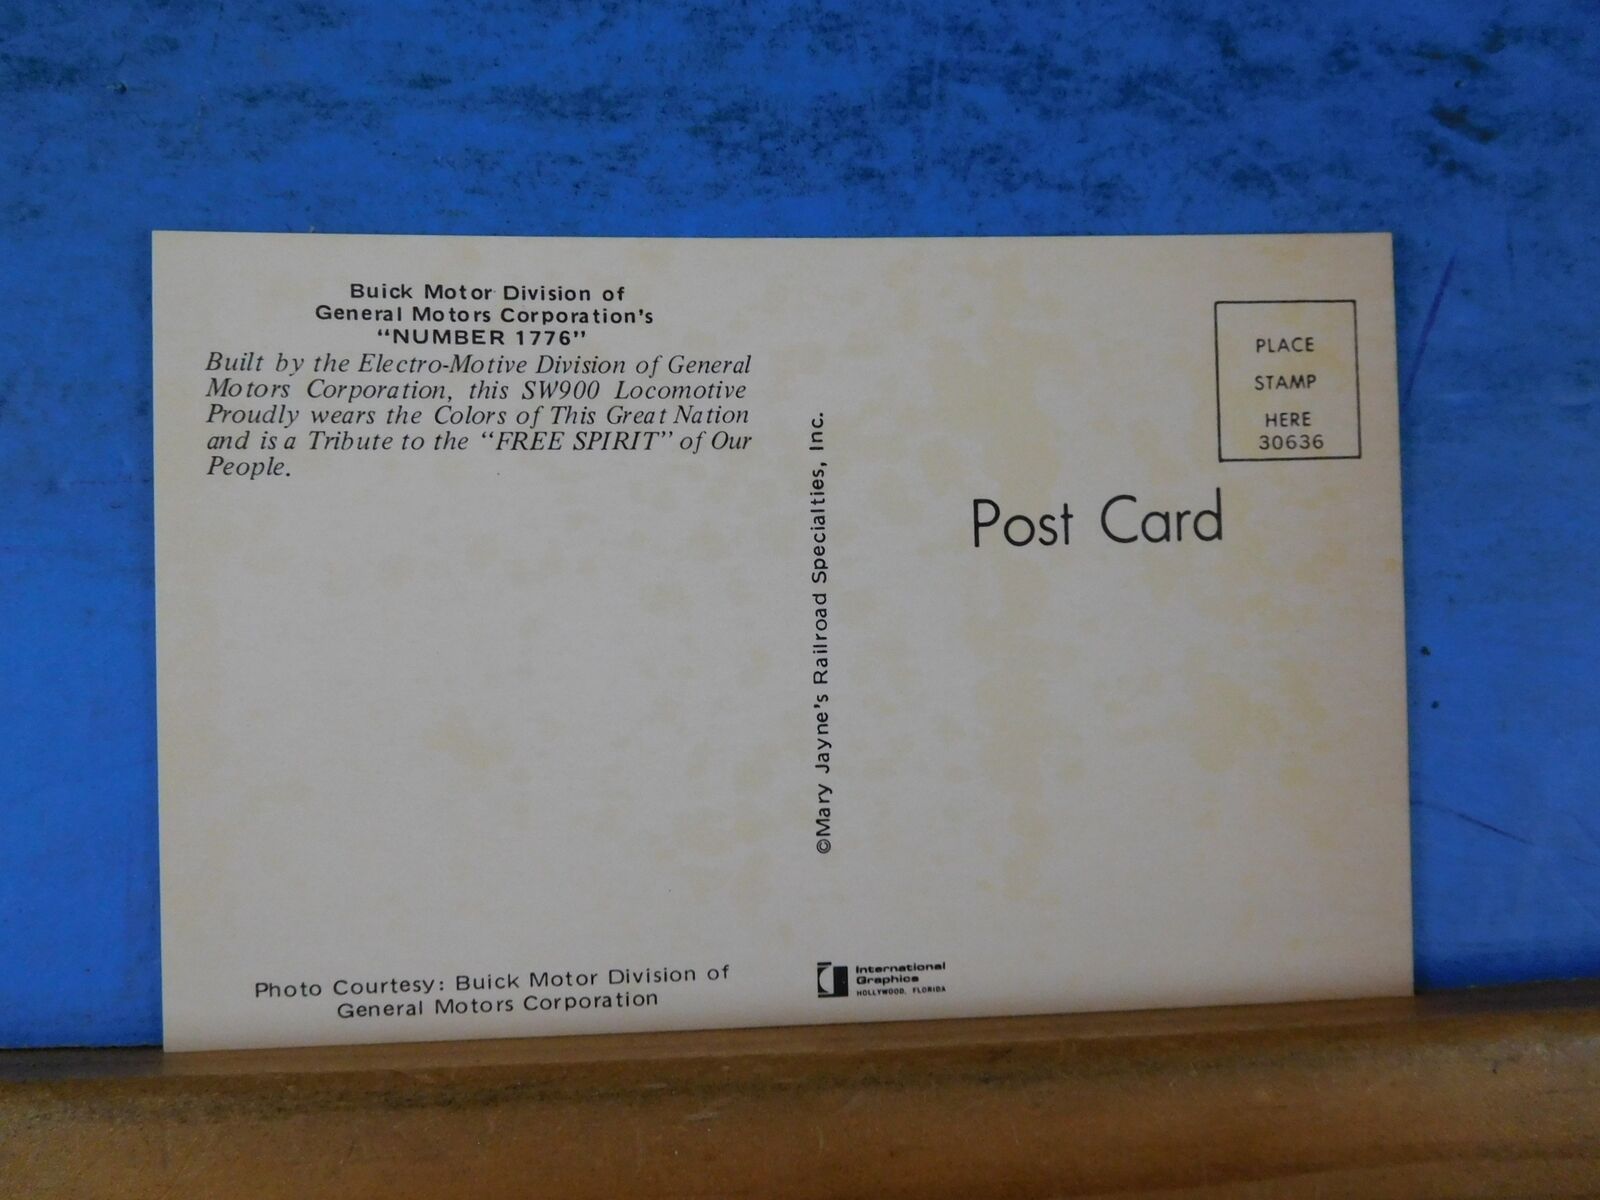 Buick Motor Division of
General Motors Corporation's
“NUMBER 1776”
Built by the Electro-Motive Division of General
Motors Corporation, this SW900 Locomotive
Proudly wears the Colors of This Great Nation
and is a Tribute to the “FREE SPIRIT” of Our
People.
Photo Courtesy: Buick Motor Division of
General Motors Corporation
©Mary Jayne's Railroad Specialties, Inc.
International
Graphics
HOLLYWOOD, FLORIDA
PLACE
STAMP
HERE
30636
Post Card